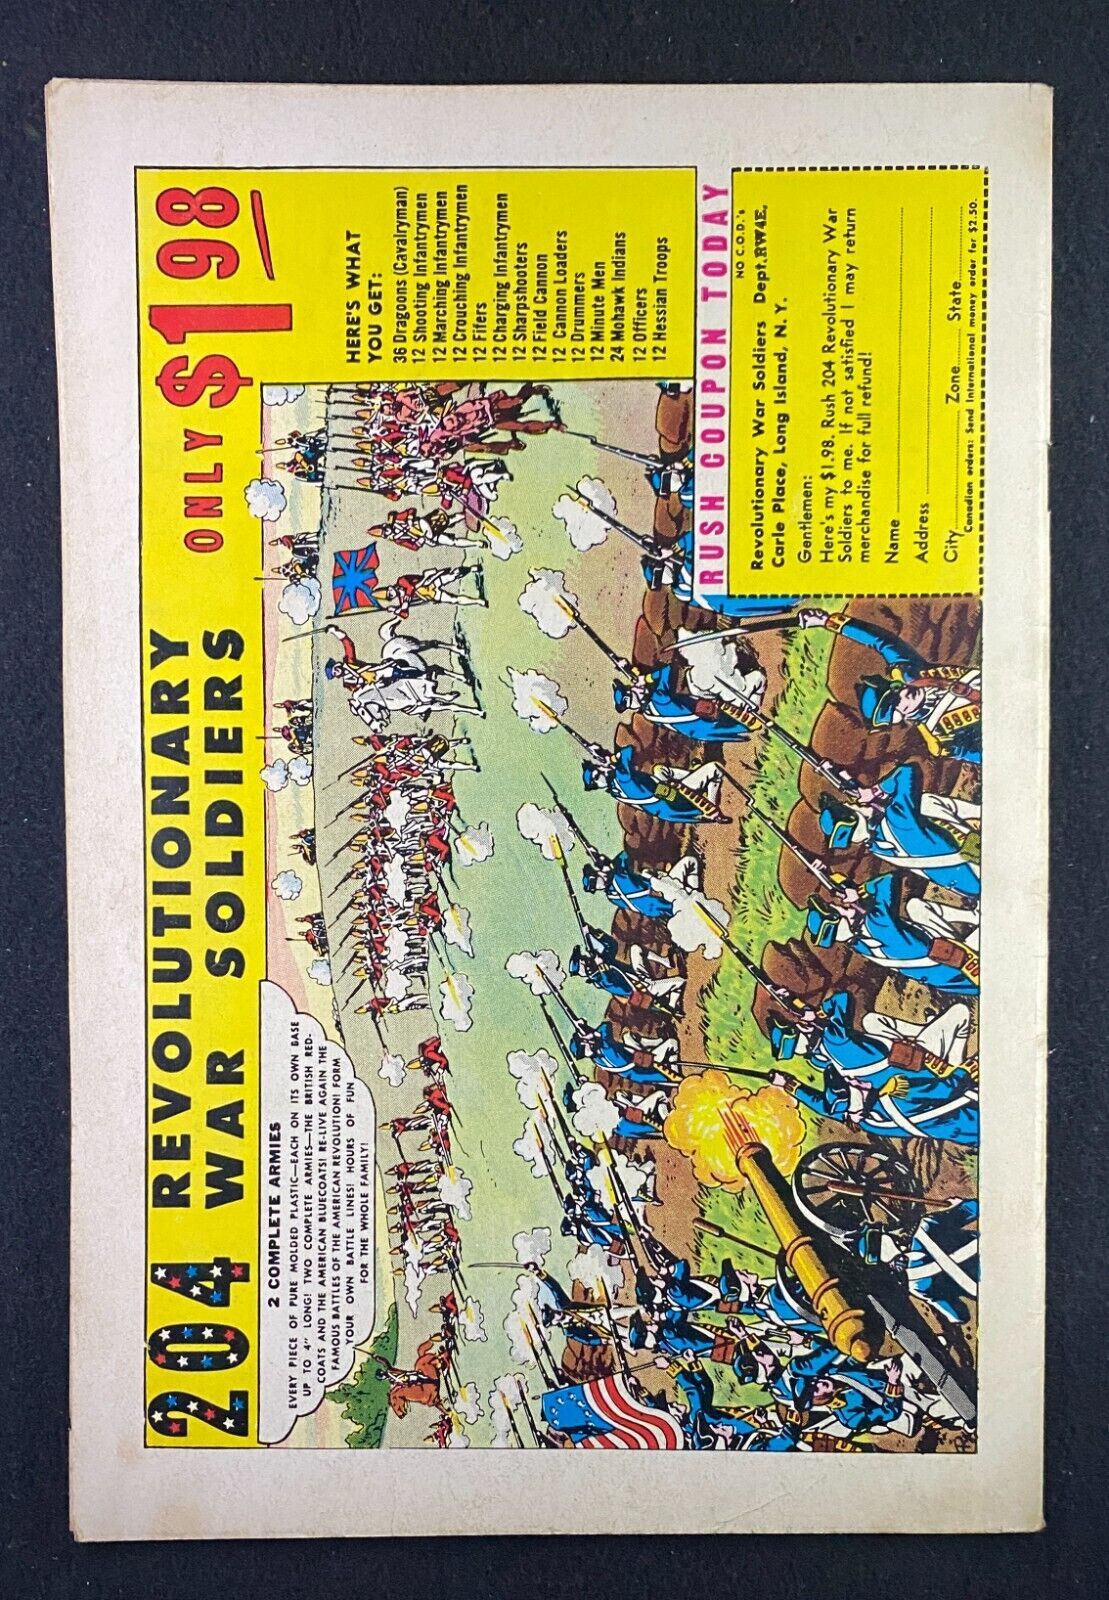 204 REVOLUTIONARY
WAR SOLDIERS ONLY $198
2 COMPLETE ARMIES
EVERY PIECE OF PURE MOLDED PLASTIC—EACH ON ITS OWN BASE
UP TO 4" LONG! TWO COMPLETE ARMIES—THE BRITISH RED-
COATS AND THE AMERICAN BLUECOATS! RE-LIVE AGAIN THE
FAMOUS BATTLES OF THE AMERICAN REVOLUTION! FORM
YOUR OWN BATTLE LINES! HOURS OF FUN
FOR THE WHOLE FAMILY!
HERE'S WHAT
YOU GET:
36 Dragoons (Cavalryman)
12 Shooting Infantrymen
12 Marching Infantrymen
12 Crouching Infantrymen
12 Fifers
12 Charging Infantrymen
12 Sharpshooters
12 Field Cannon
12 Cannon Loaders
12 Drummers
12 Minute Men
24 Mohawk Indians
12 Officers
12 Hessian Troops
RUSH COUPON TODAY
NO C.O.D.'s
Revolutionary War Soldiers Dept.RW4E.
Carle Place, Long Island, N. Y.
Gentlemen:
Here's my $1.98. Rush 204 Revolutionary War
Soldiers to me. If not satisfied I may return
merchandise for full refund!
Name
Address
City Zone State
Canadian orders: Send International money order for $2.50.